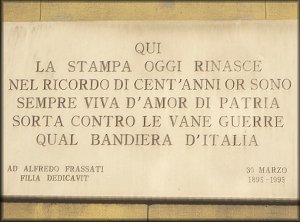 QUI
LA STAMPA OGGI RINASCE
NEL RICORDO DI CENT'ANNI OR SONO
SEMPRE VIVA D'AMOR DI PATRIA
SORTA CONTRO LE VANE GUERRE
QUAL BANDIERA D'ITALIA
AD ALFREDO FRASSATI
FILIA DEDICAVIT
30 MARZO
1895-1995